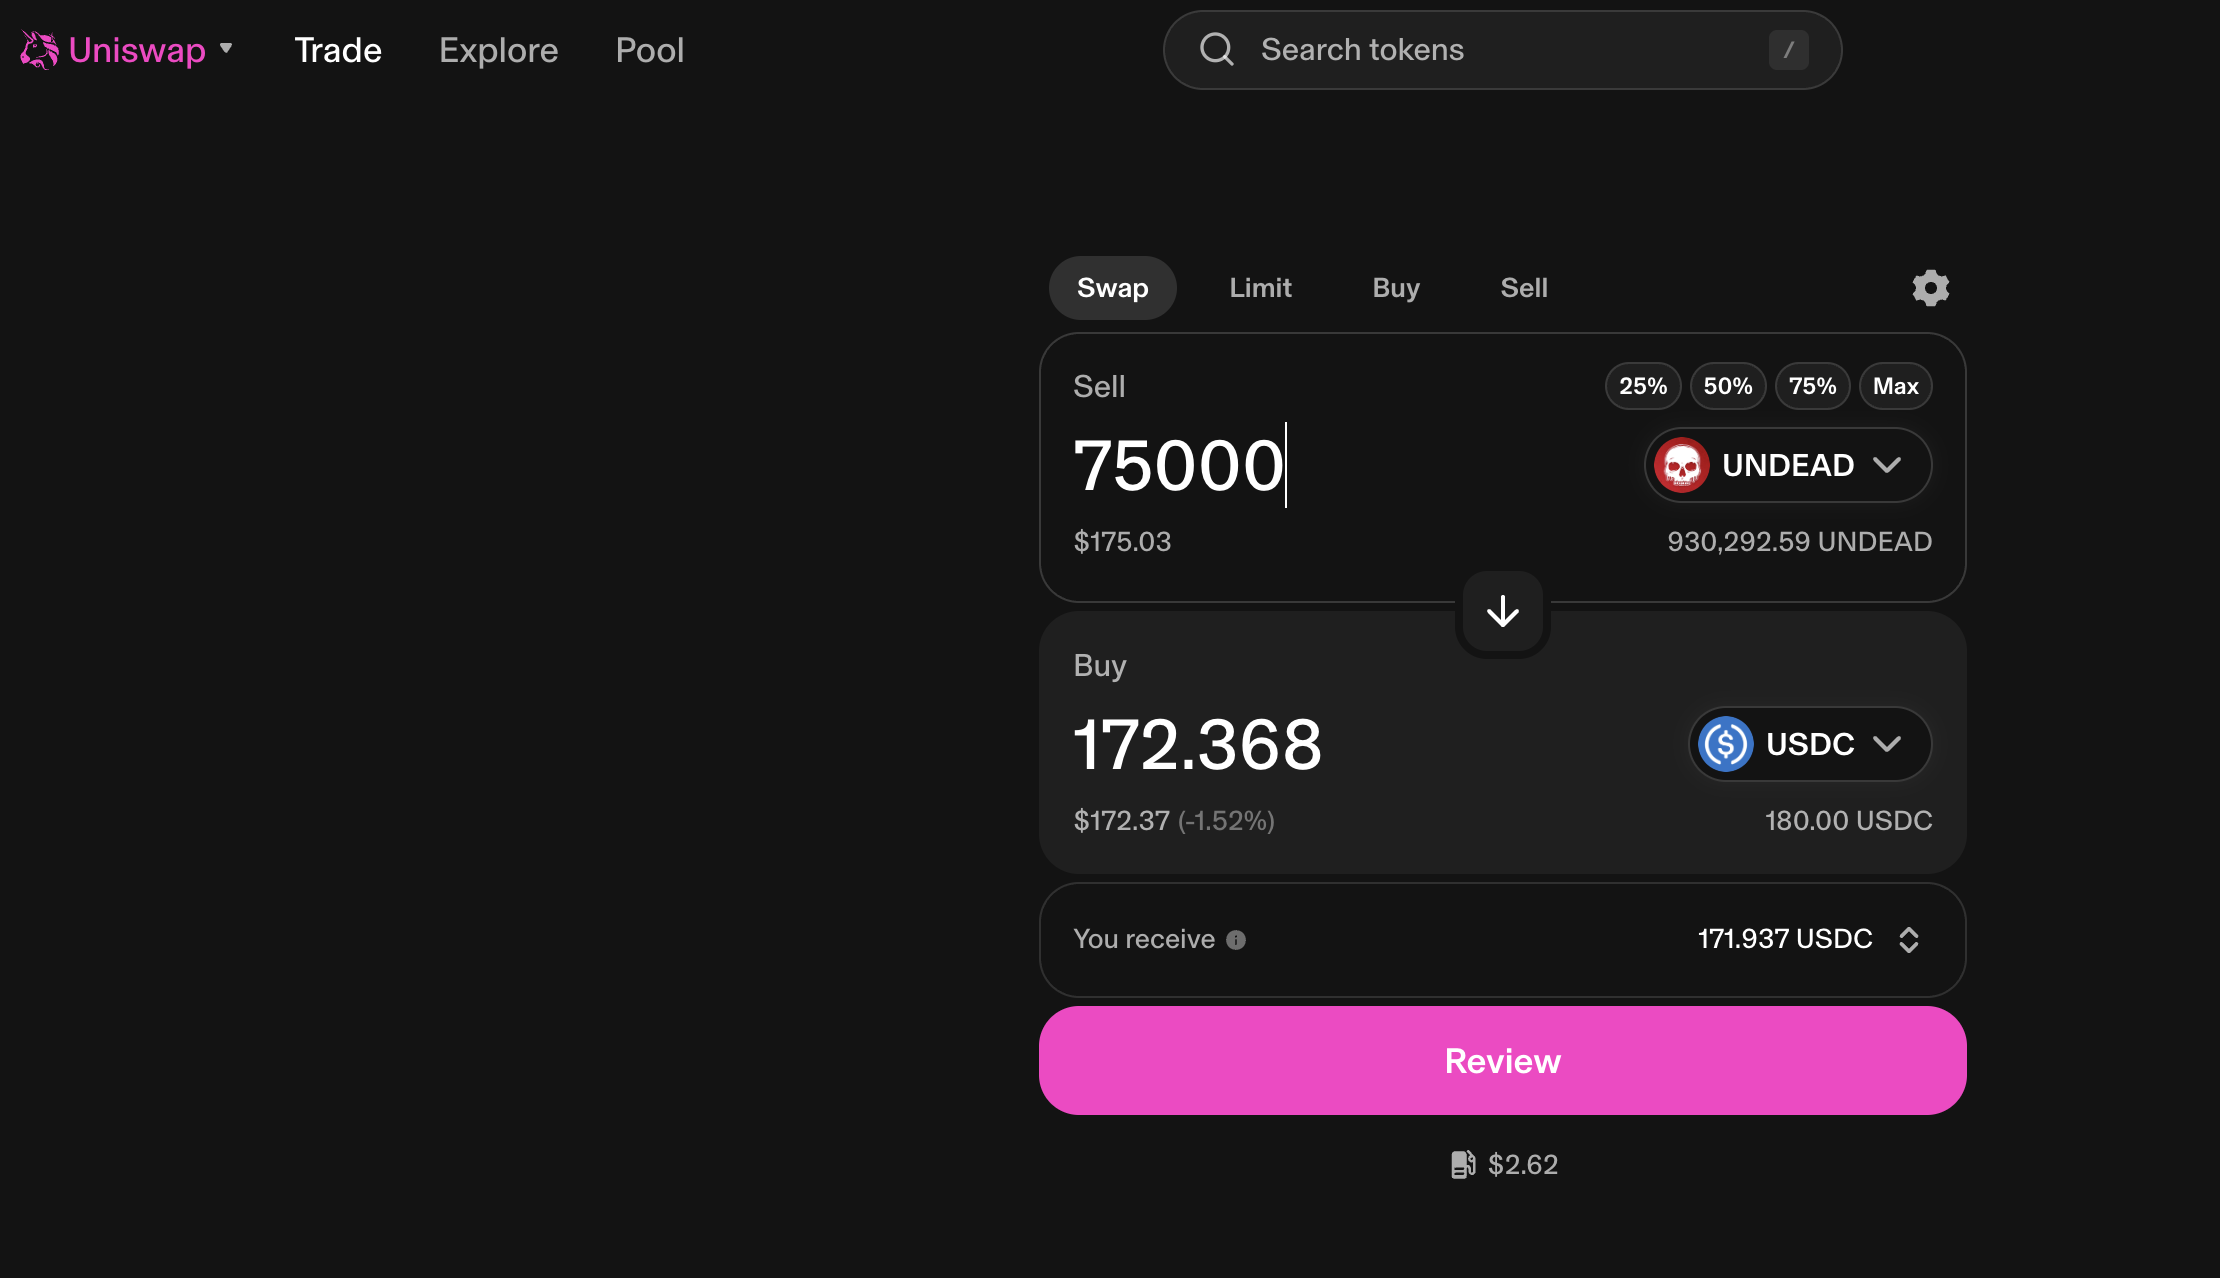 Uniswap Trade Explore Pool Search tokens /
Swap Limit Buy Sell
Sell 25% 50% 75% Max
75000 UNDEAD
$175.03 930,292.59 UNDEAD
Buy
172.368 USDC
$172.37 (-1.52%) 180.00 USDC
You receive 171.937 USDC
Review
$2.62